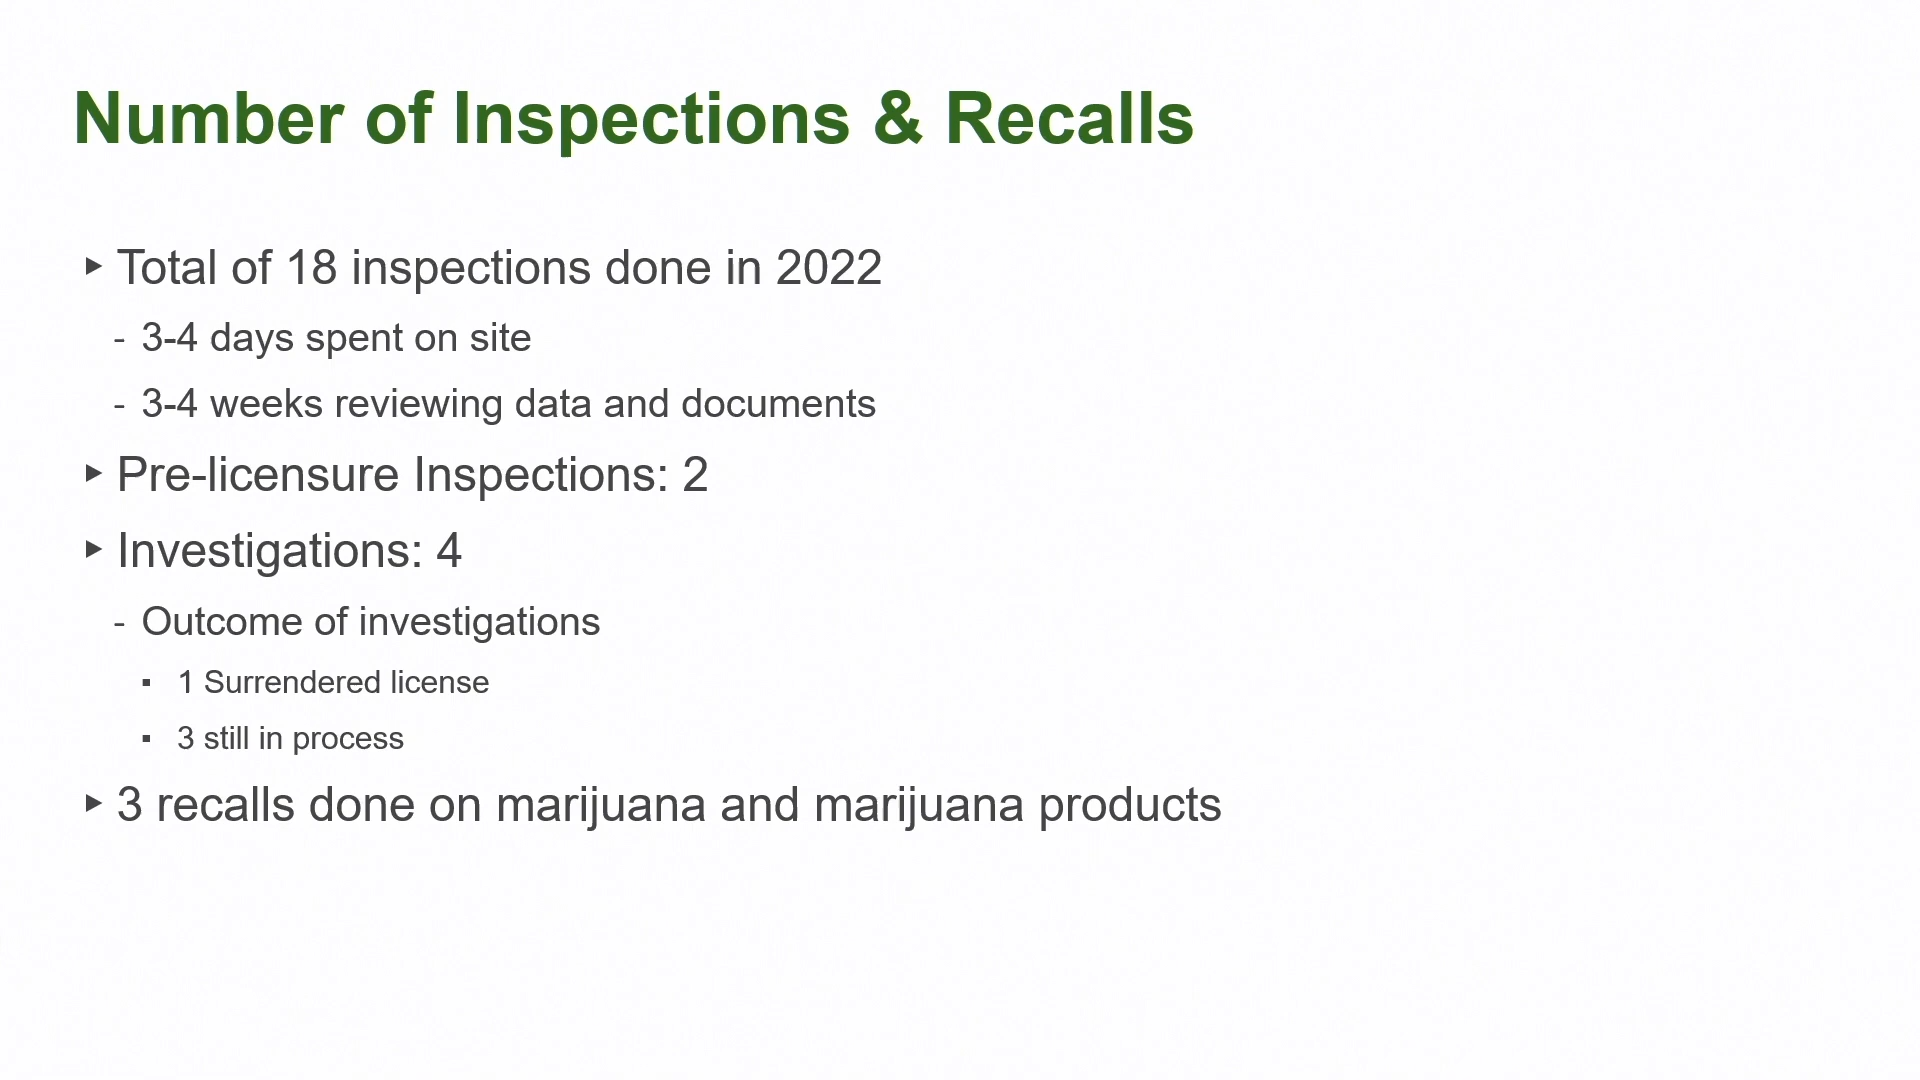 Number of Inspections & Recalls
▸ Total of 18 inspections done in 2022
- 3-4 days spent on site
- 3-4 weeks reviewing data and documents
▸ Pre-licensure Inspections: 2
▸ Investigations: 4
- Outcome of investigations
▪ 1 Surrendered license
▪ 3 still in process
▸ 3 recalls done on marijuana and marijuana products